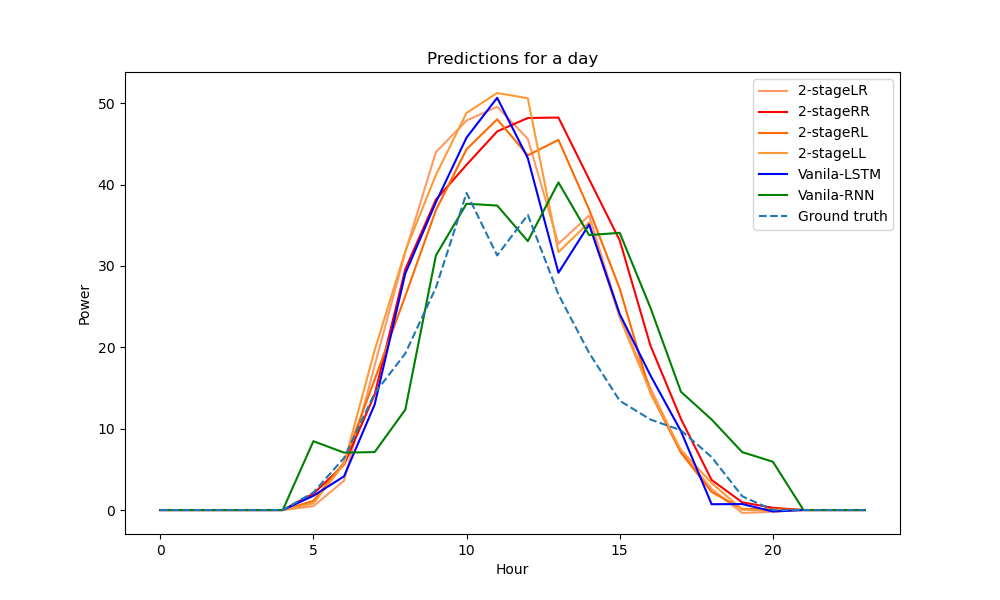 Predictions for a day
2-stageLR
2-stageRR
2-stageRL
2-stageLL
Vanila-LSTM
Vanila-RNN
Ground truth
50
40
30
20
10
0
Power
0 5 10 15 20
Hour